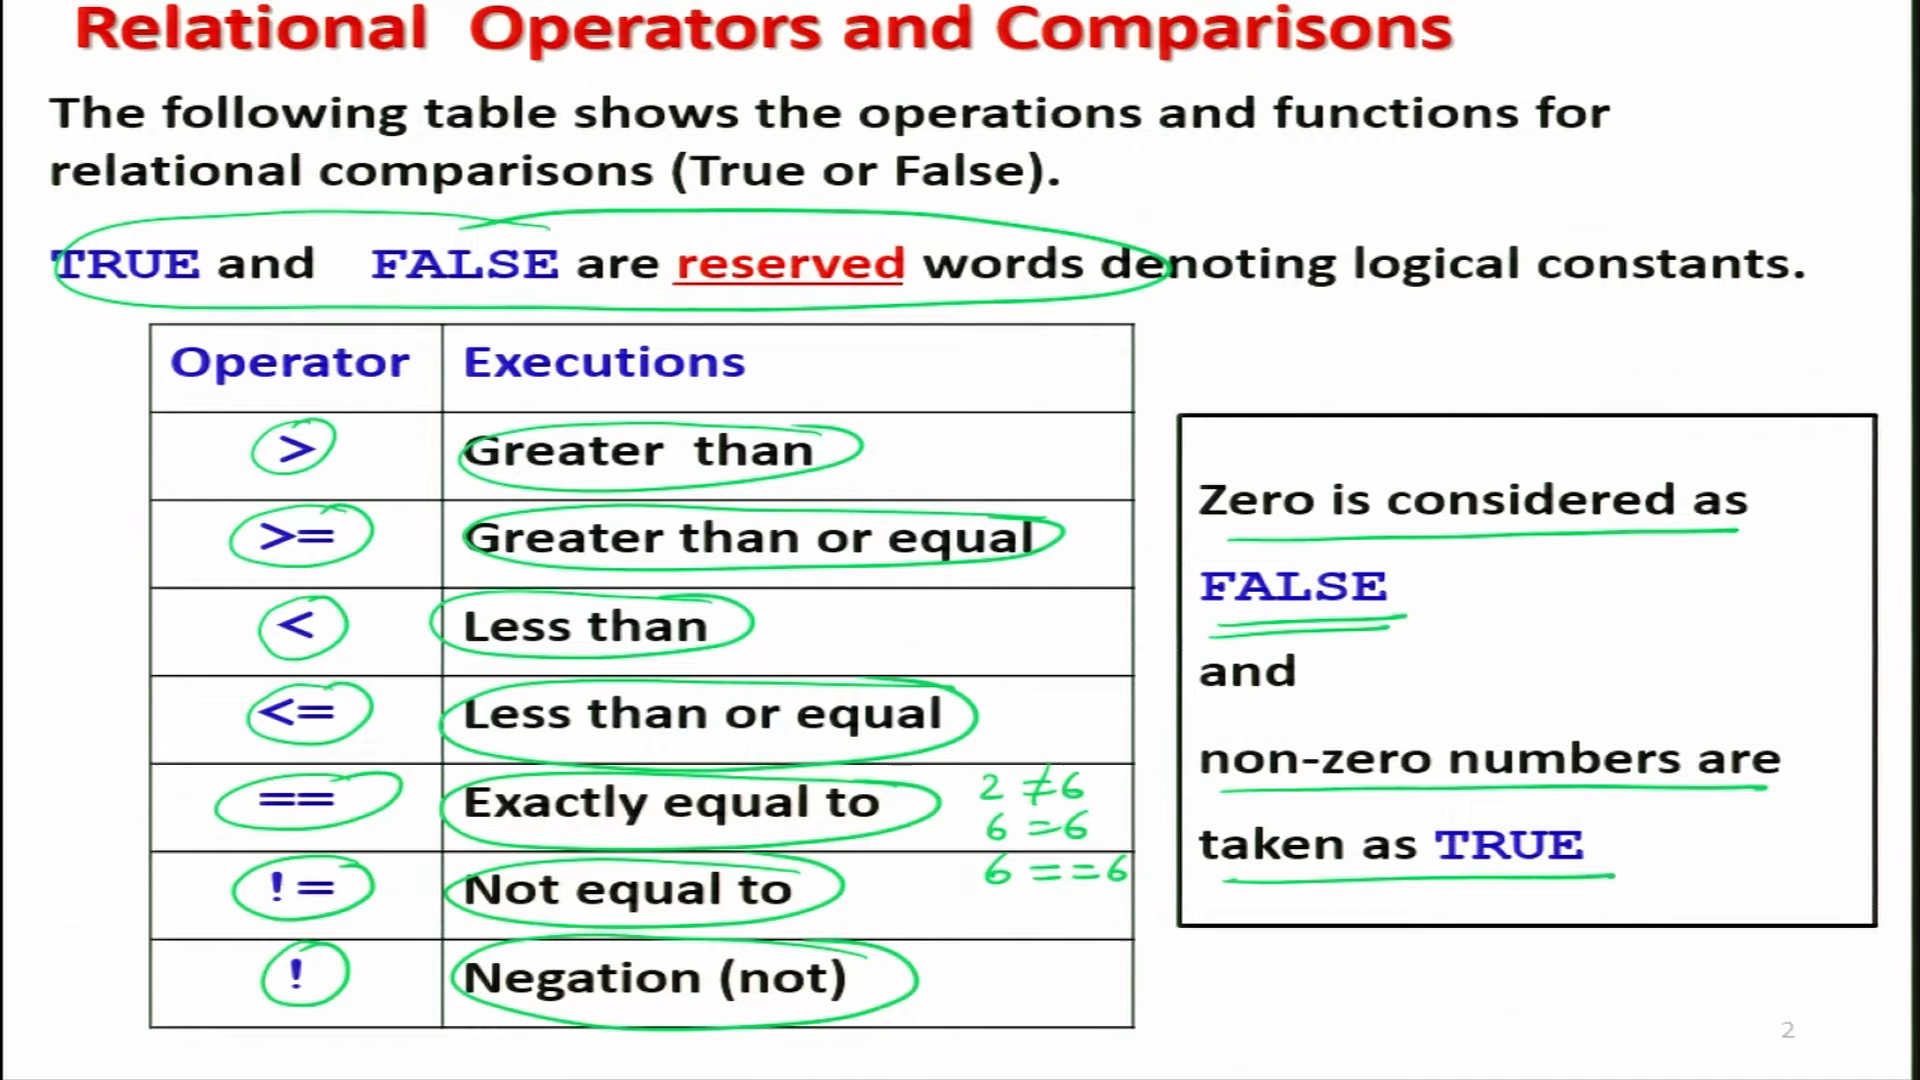 Relational Operators and Comparisons
The following table shows the operations and functions for
relational comparisons (True or False).
TRUE and FALSE are reserved words denoting logical constants.
Operator Executions
> Greater than
>= Greater than or equal
< Less than
<= Less than or equal
== Exactly equal to
2 ≠6
6 =6
6 ==6
!= Not equal to
! Negation (not)
Zero is considered as
FALSE
and
non-zero numbers are
taken as TRUE
2